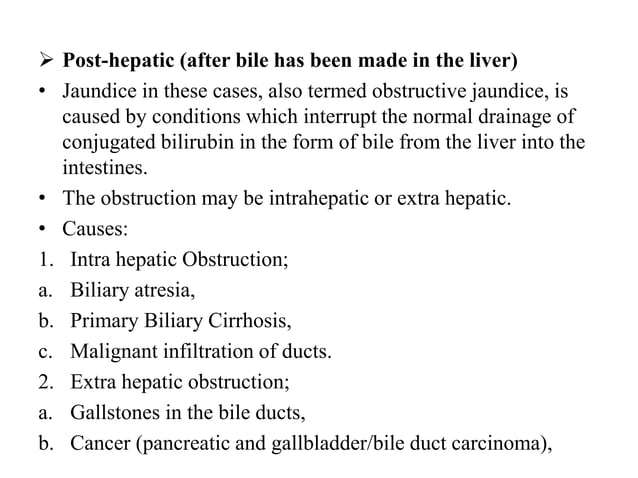 ➢ Post-hepatic (after bile has been made in the liver)
• Jaundice in these cases, also termed obstructive jaundice, is
caused by conditions which interrupt the normal drainage of
conjugated bilirubin in the form of bile from the liver into the
intestines.
• The obstruction may be intrahepatic or extra hepatic.
• Causes:
1. Intra hepatic Obstruction;
a. Biliary atresia,
b. Primary Biliary Cirrhosis,
c. Malignant infiltration of ducts.
2. Extra hepatic obstruction;
a. Gallstones in the bile ducts,
b. Cancer (pancreatic and gallbladder/bile duct carcinoma),